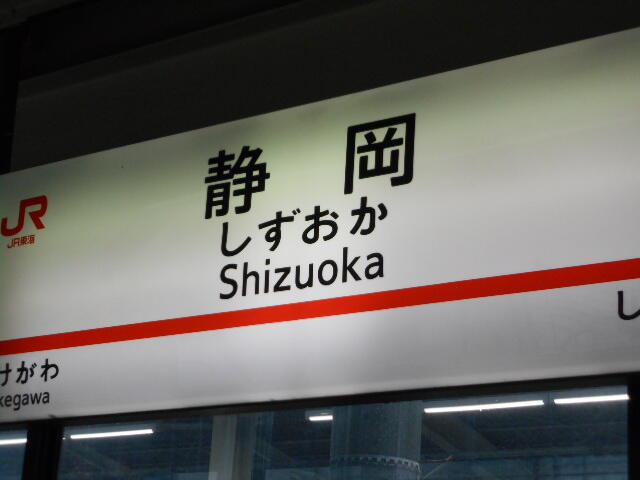 静岡
しずおか
Shizuoka
JR
JR東海
けがわ
kegawa
し